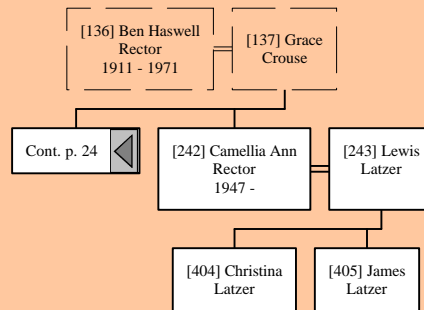 [136] Ben Haswell
Rector
1911 - 1971
[137] Grace
Crouse
Cont. p. 24
[242] Camellia Ann
Rector
1947 -
[243] Lewis
Latzer
[404] Christina
Latzer
[405] James
Latzer